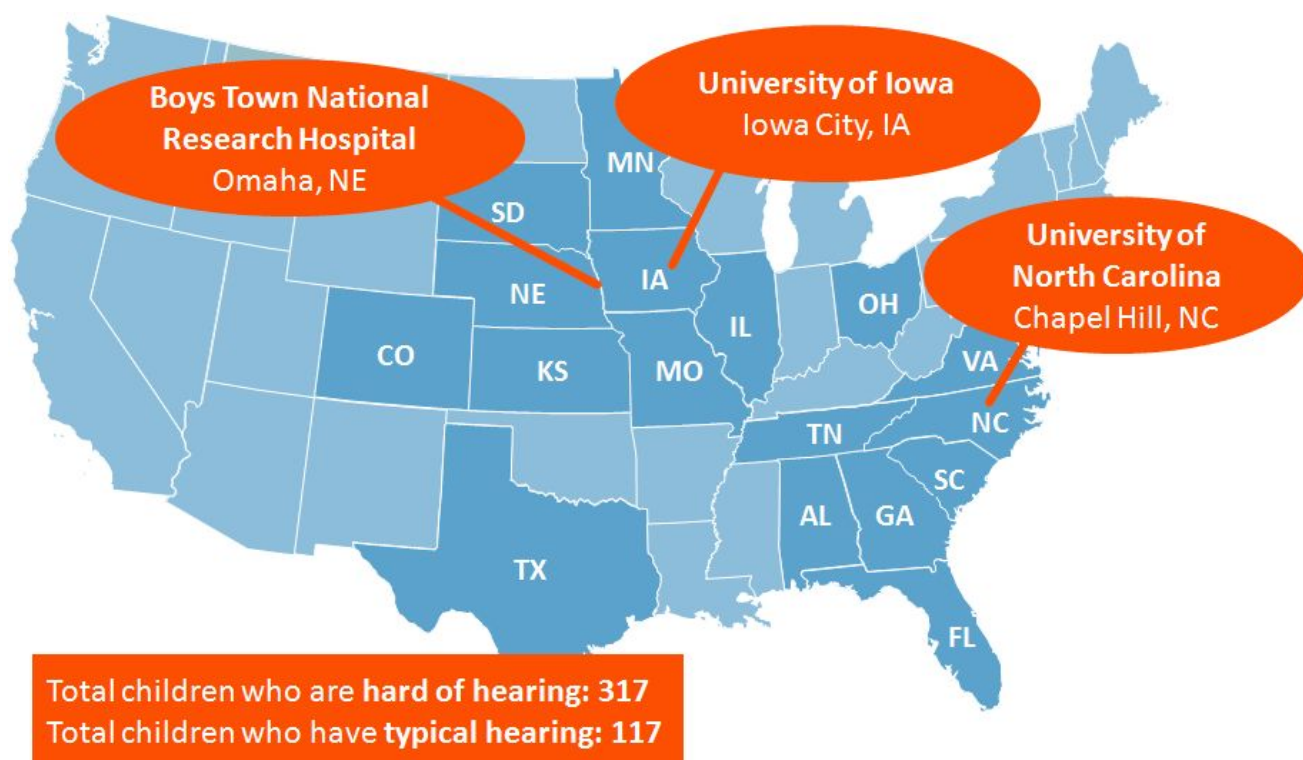 Boys Town National
Research Hospital
Omaha, NE
University of Iowa
Iowa City, IA
University of
North Carolina
Chapel Hill, NC
MN
SD
NE
IA
IL
OH
CO
KS
MO
VA
NC
TN
SC
AL
GA
TX
FL
Total children who are hard of hearing: 317
Total children who have typical hearing: 117